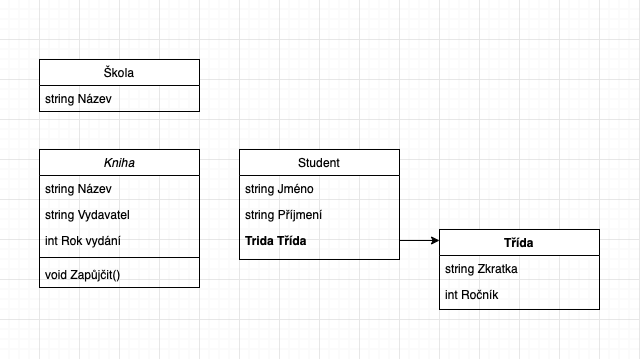 Škola
string Název
Kniha
string Název
string Vydavatel
int Rok vydání
void Zapůjčit()
Student
string Jméno
string Příjmení
Trida Třída
Třída
string Zkratka
int Ročník